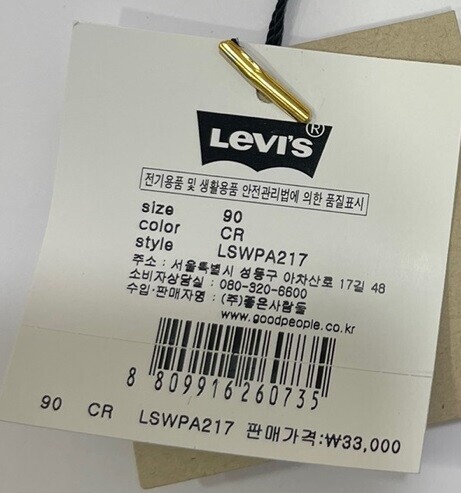 Levi's®
전기용품 및 생활용품 안전관리법에 의한 품질표시
size 90
color CR
style LSWPA217
주소 : 서울특별시 성동구 아차산로 17길 48
소비자상담실 : 080-320-6600
수입·판매자명 : (주)좋은사람들
www.goodpeople.co.kr
8 809916 260735
90 CR LSWPA217 판매가격:₩33,000